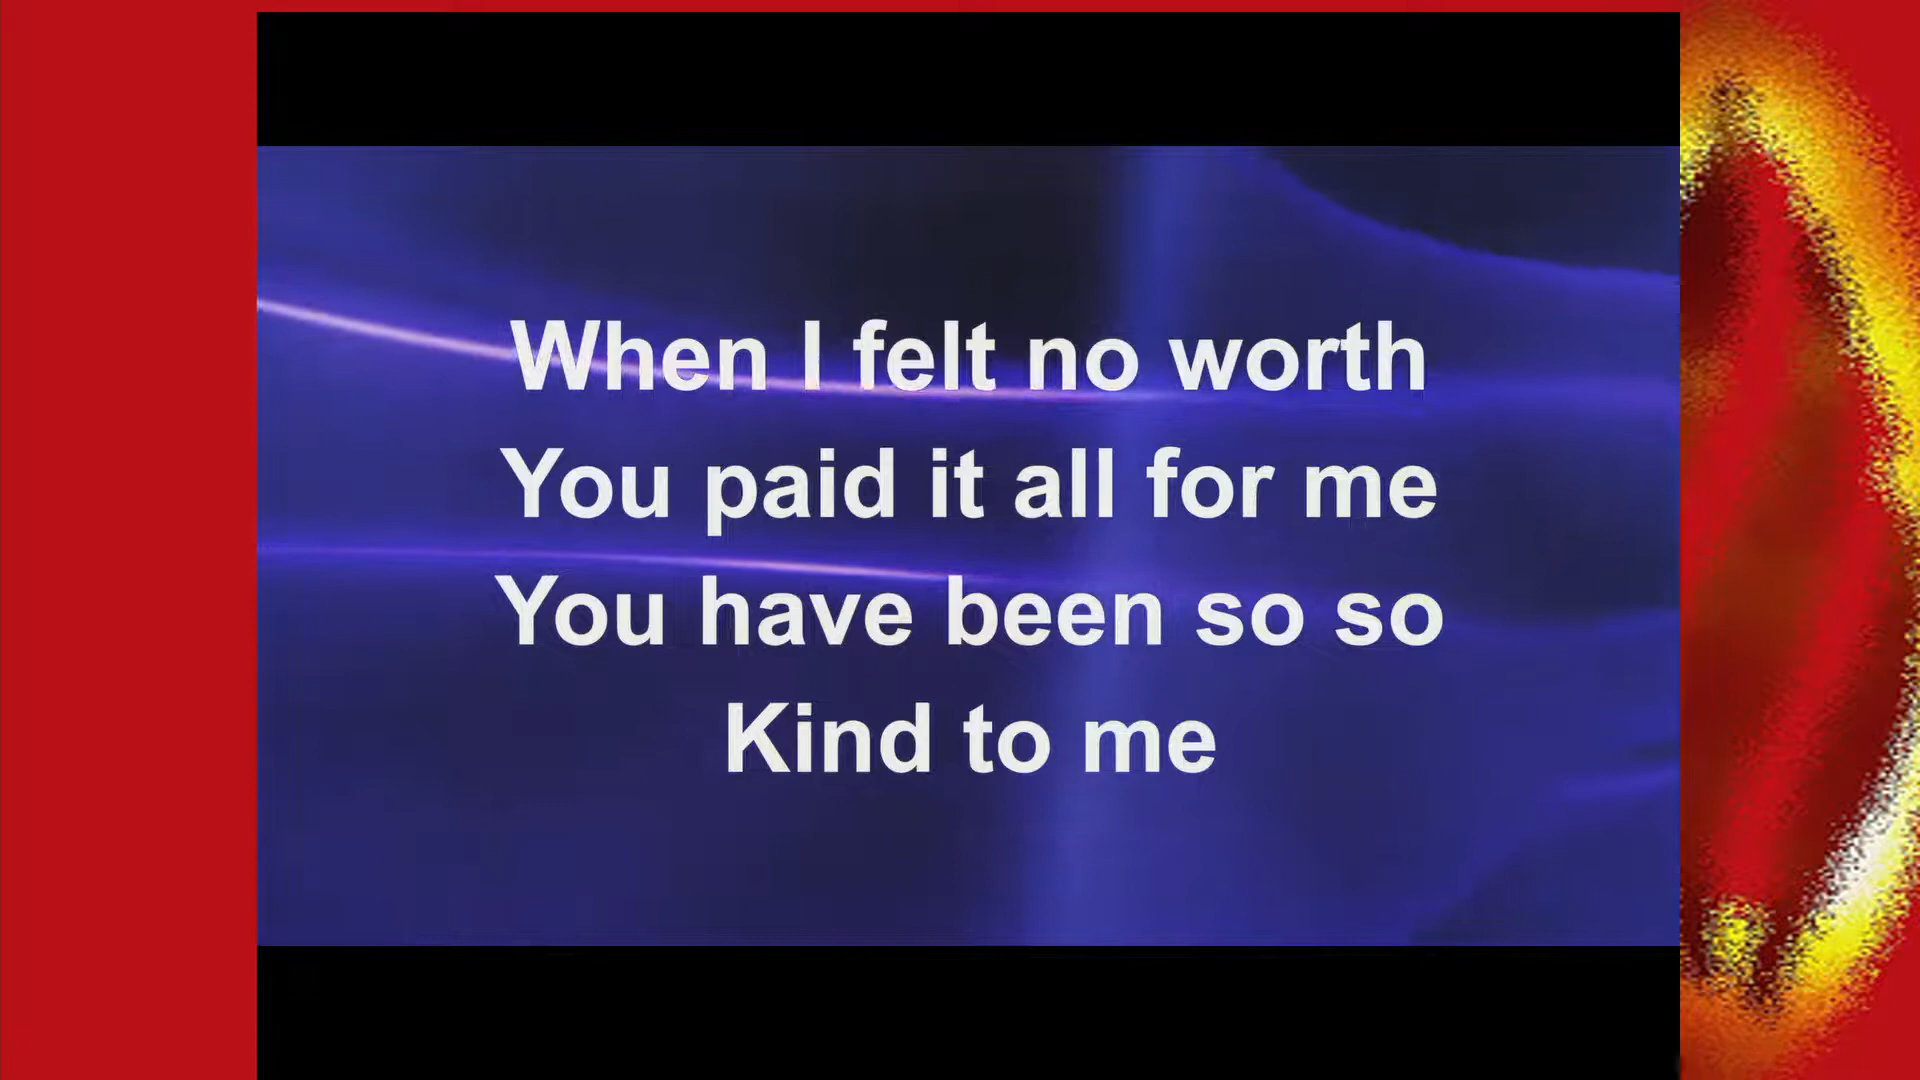 When I felt no worth
You paid it all for me
You have been so so
Kind to me